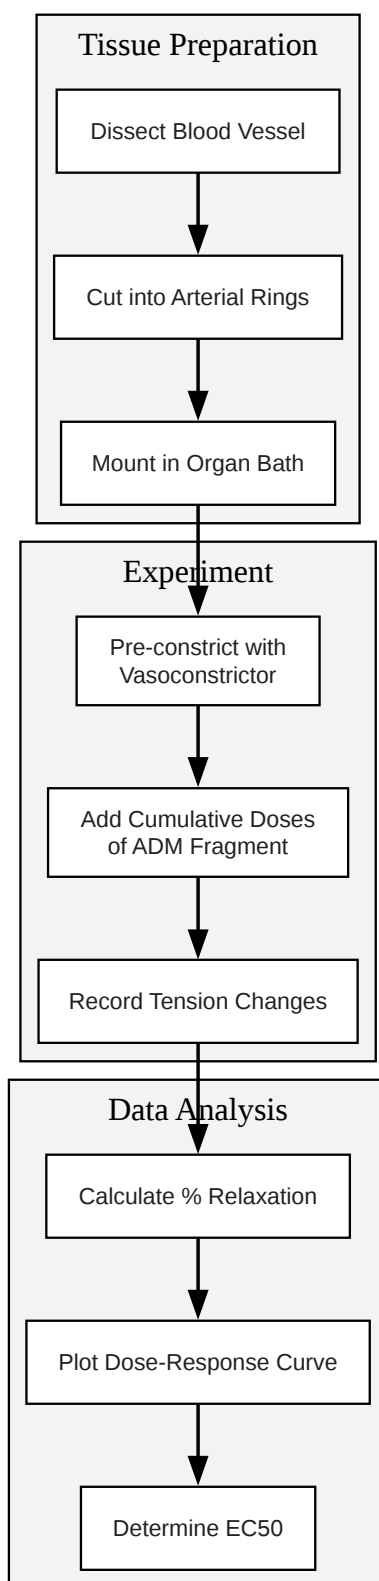 Tissue Preparation
Dissect Blood Vessel
Cut into Arterial Rings
Mount in Organ Bath
Experiment
Pre-constrict with
Vasoconstrictor
Add Cumulative Doses
of ADM Fragment
Record Tension Changes
Data Analysis
Calculate % Relaxation
Plot Dose-Response Curve
Determine EC50